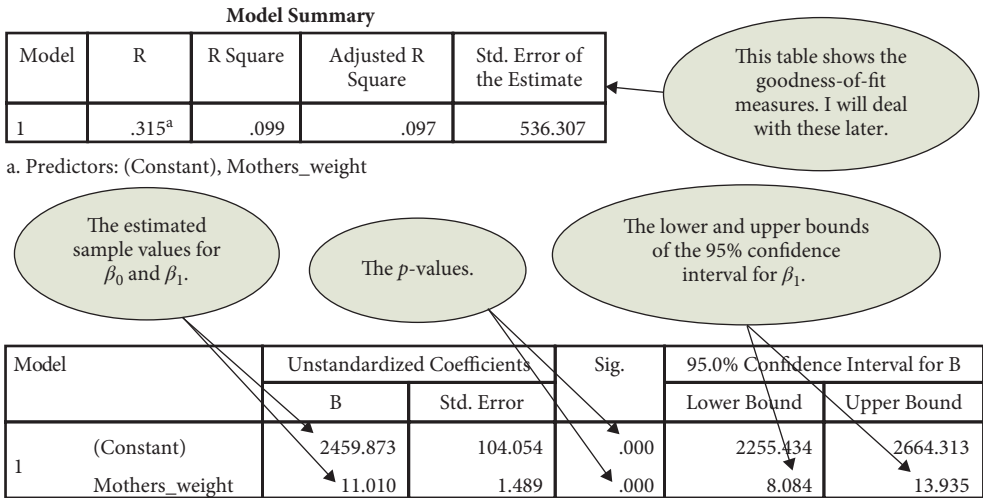 Model Summary
Model R R Square Adjusted R Square Std. Error of the Estimate
1 .315a .099 .097 536.307
a. Predictors: (Constant), Mothers_weight
This table shows the
goodness-of-fit
measures. I will deal
with these later.
The estimated
sample values for
β0 and β1.
The p-values.
The lower and upper bounds
of the 95% confidence
interval for β1.
Model Unstandardized Coefficients Sig. 95.0% Confidence Interval for B
B Std. Error Lower Bound Upper Bound
1
(Constant) 2459.873 104.054 .000 2255.434 2664.313
Mothers_weight 11.010 1.489 .000 8.084 13.935